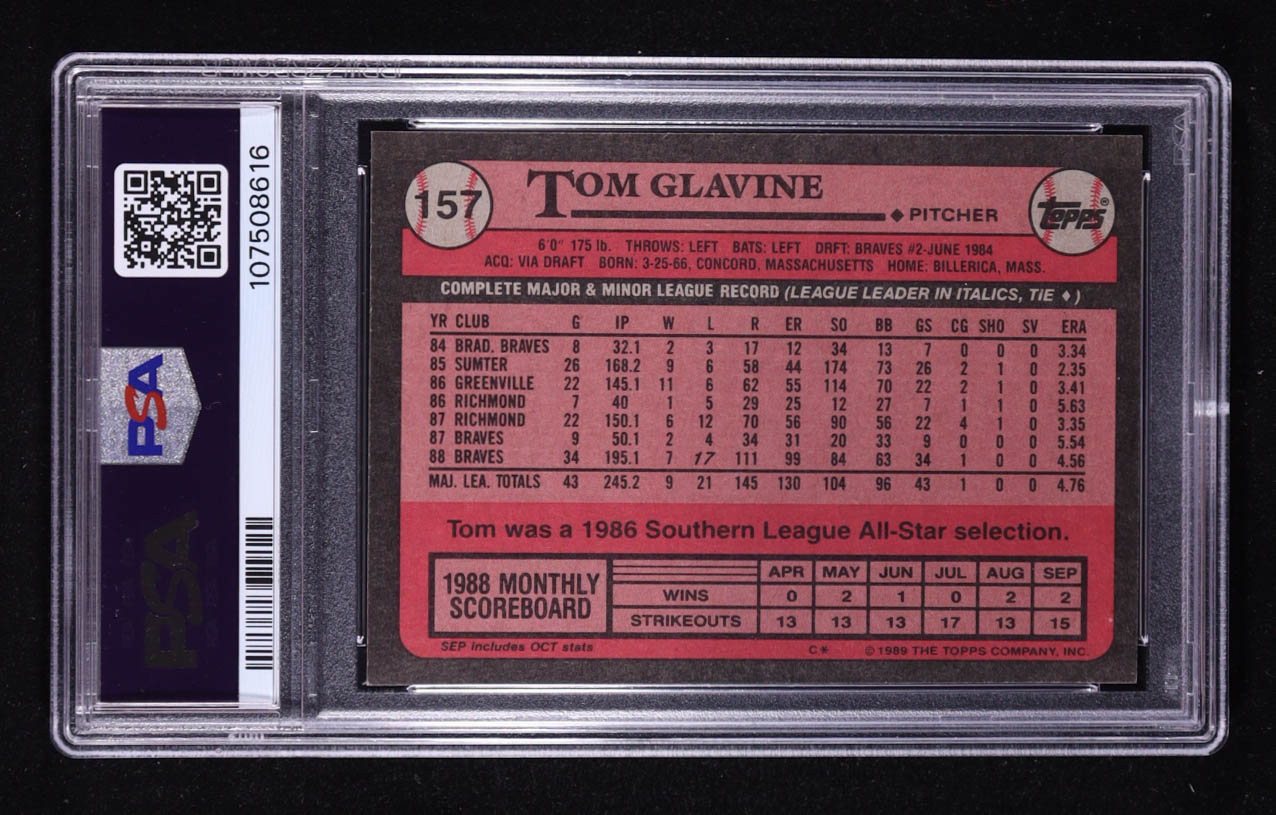 107508616
PSA
PSA
157
TOM GLAVINE
◆ PITCHER
topps®
6'0" 175 lb. THROWS: LEFT BATS: LEFT DRFT: BRAVES #2-JUNE 1984
ACQ: VIA DRAFT BORN: 3-25-66, CONCORD, MASSACHUSETTS HOME: BILLERICA, MASS.
COMPLETE MAJOR & MINOR LEAGUE RECORD (LEAGUE LEADER IN ITALICS, TIE ♦)
YR CLUB G IP W L R ER SO BB GS CG SHO SV ERA
84 BRAD. BRAVES 8 32.1 2 3 17 12 34 13 7 0 0 0 3.34
85 SUMTER 26 168.2 9 6 58 44 174 73 26 2 1 0 2.35
86 GREENVILLE 22 145.1 11 6 62 55 114 70 22 2 1 0 3.41
86 RICHMOND 7 40 1 5 29 25 12 27 7 1 1 0 5.63
87 RICHMOND 22 150.1 6 12 70 56 90 56 22 4 1 0 3.35
87 BRAVES 9 50.1 2 4 34 31 20 33 9 0 0 0 5.54
88 BRAVES 34 195.1 7 17 111 99 84 63 34 1 0 0 4.56
MAJ. LEA. TOTALS 43 245.2 9 21 145 130 104 96 43 1 0 0 4.76
Tom was a 1986 Southern League All-Star selection.
1988 MONTHLY SCOREBOARD
APR MAY JUN JUL AUG SEP
WINS 0 2 1 0 2 2
STRIKEOUTS 13 13 13 17 13 15
SEP includes OCT stats
C* © 1989 THE TOPPS COMPANY, INC.